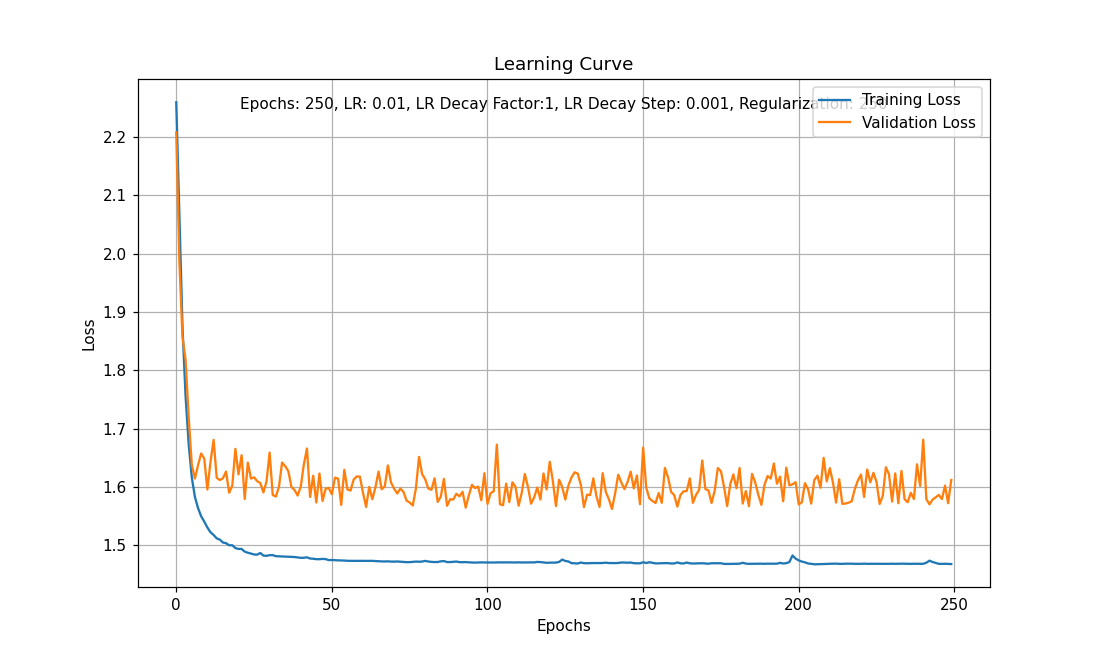 Learning Curve
Epochs: 250, LR: 0.01, LR Decay Factor:1, LR Decay Step: 0.001, Regularization: 250
Training Loss
Validation Loss
2.2
2.1
2.0
1.9
1.8
1.7
1.6
1.5
Loss
0 50 100 150 200 250
Epochs